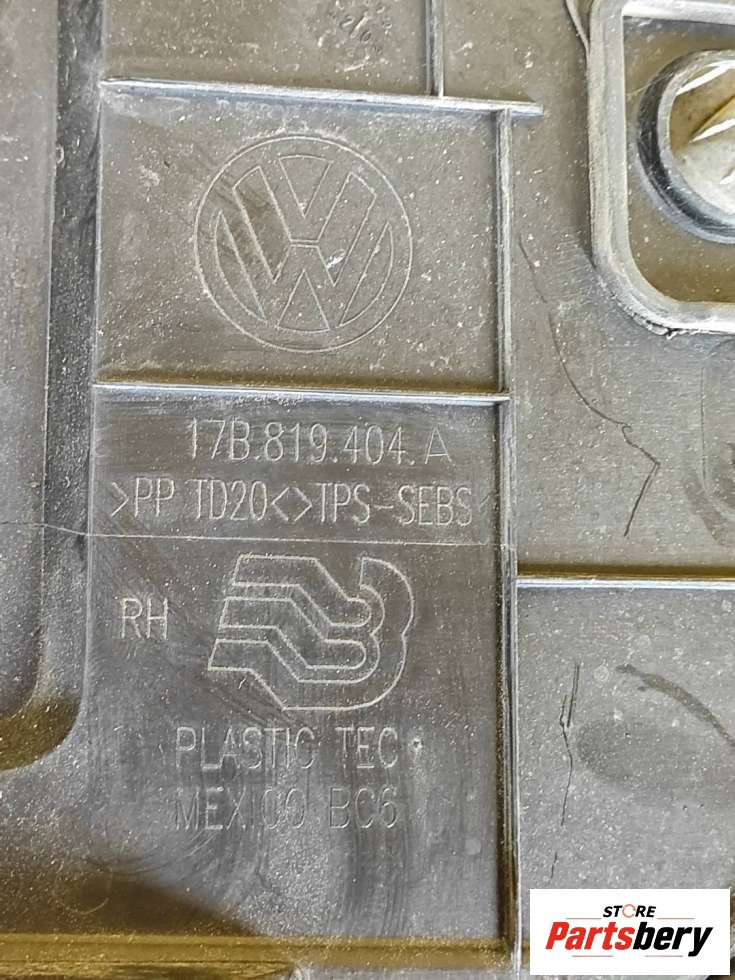 17B.819.404.A
>PP TD20<>TPS-SEBS
RH
PLASTIC TEC
MEXICO BC6
STORE
Partsbery